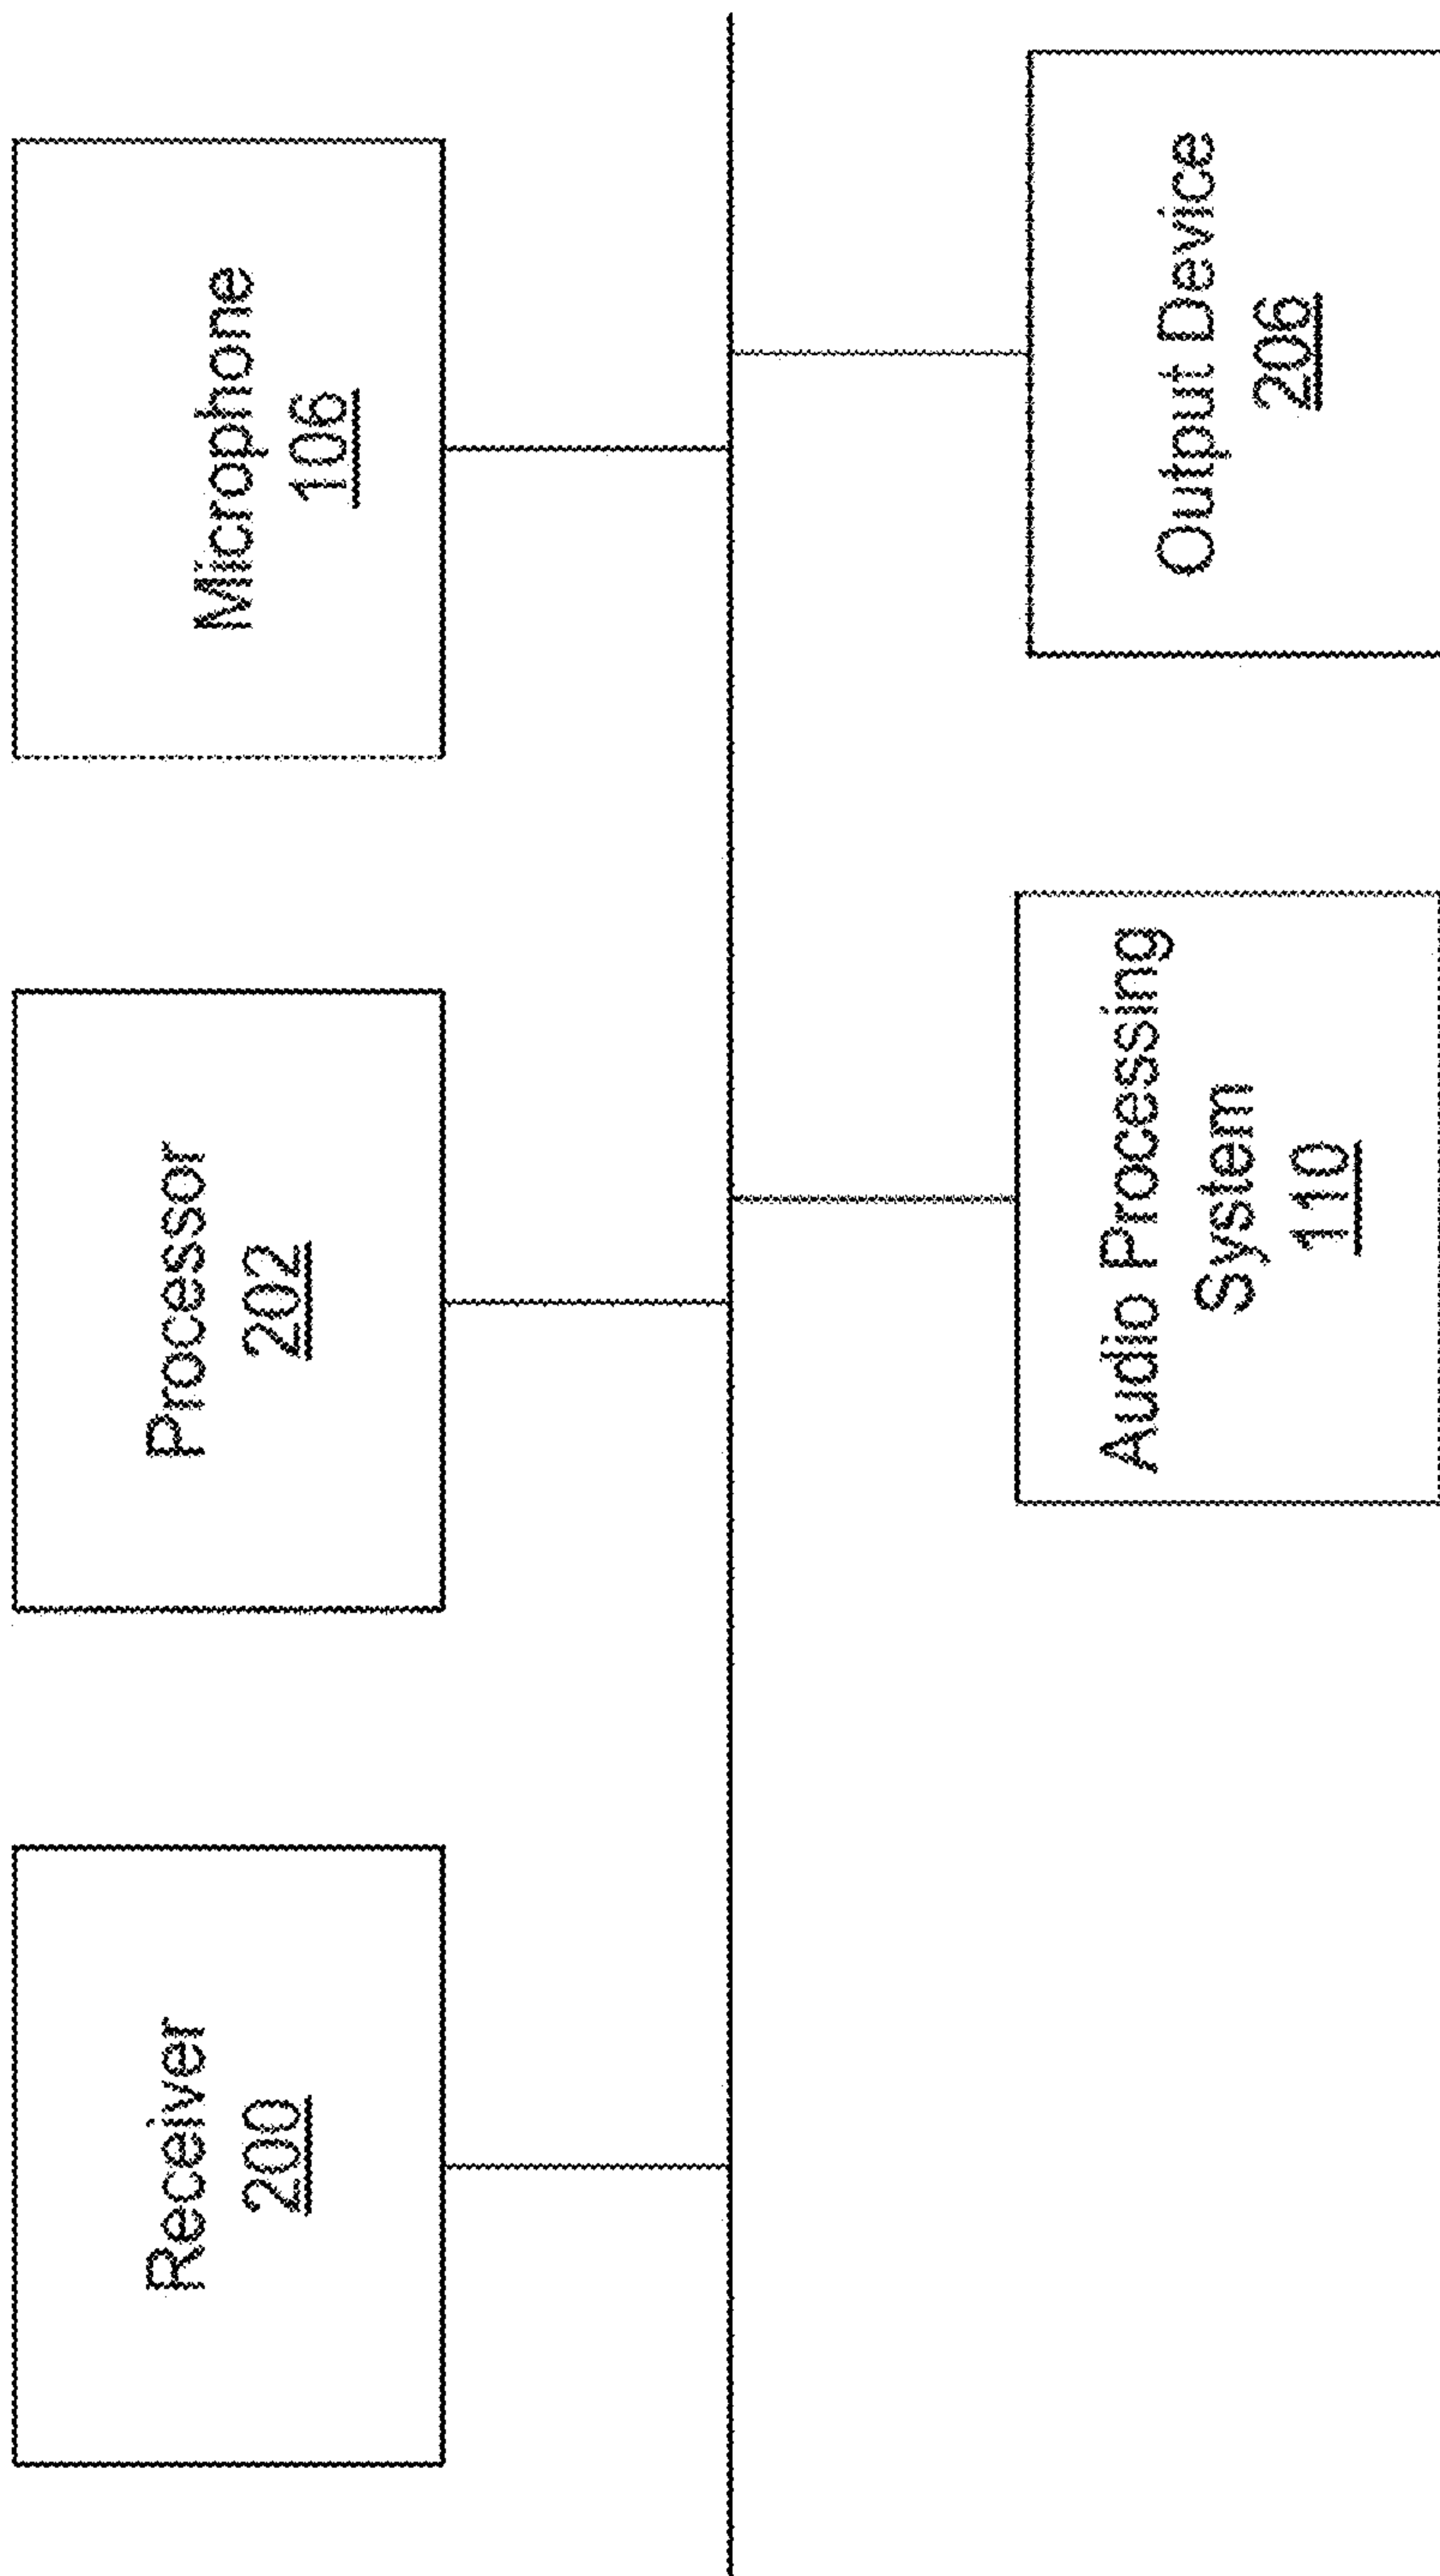 Receiver
200
Processor
202
Microphone
106
Audio Processing
System
110
Output Device
206